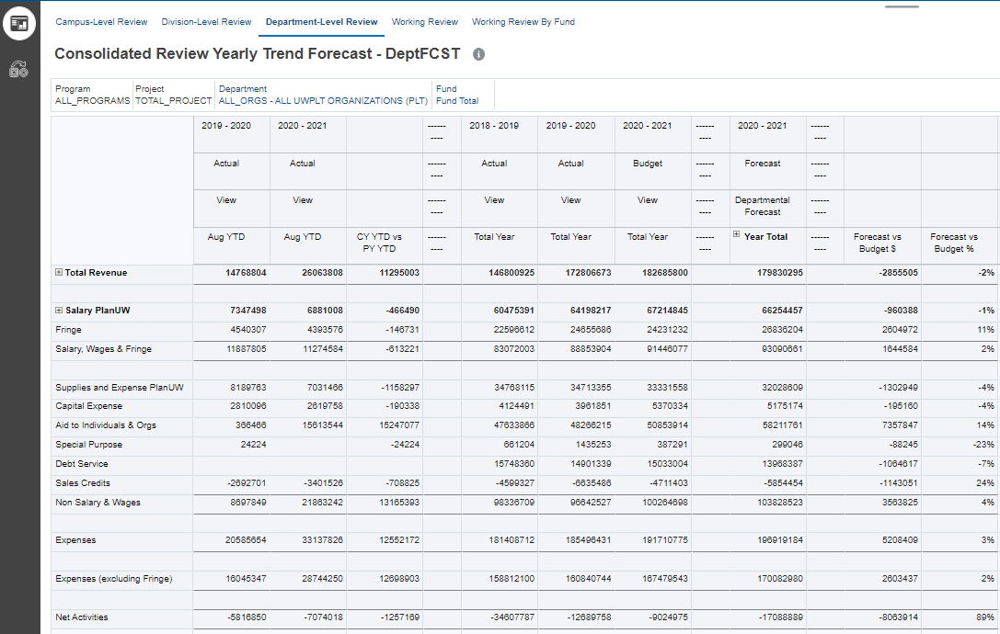 Campus-Level Review Division-Level Review Department-Level Review Working Review Working Review By Fund
Consolidated Review Yearly Trend Forecast - DeptFCST
Program Project Department Fund
ALL_PROGRAMS TOTAL_PROJECT ALL_ORGS - ALL UWPLT ORGANIZATIONS (PLT) Fund Total
2019 - 2020 2020 - 2021 ------ 2018 - 2019 2019 - 2020 2020 - 2021 ------ 2020 - 2021 ------
---- ---- ----
Actual Actual ------ Actual Actual Budget ------ Forecast ------
---- ---- ----
View View ------ View View View ------ Departmental ------
---- ---- Forecast ----
Aug YTD Aug YTD CY YTD vs ------ Total Year Total Year Total Year ------ Year Total ------ Forecast vs Forecast vs
PY YTD ---- ---- ---- Budget $ Budget %
Total Revenue 14768804 26063808 11295003 146800925 172806673 182685800 179830295 -2855505 -2%
Salary PlanUW 7347498 6881008 -466490 60475391 64198217 67214845 66254457 -960388 -1%
Fringe 4540307 4393576 -146731 22596612 24655686 24231232 26836204 2604972 11%
Salary, Wages & Fringe 11887805 11274584 -613221 83072003 88853904 91446077 93090661 1644584 2%
Supplies and Expense PlanUW 8189763 7031466 -1158297 34768115 34713355 33331558 32028609 -1302949 -4%
Capital Expense 2810096 2619758 -190338 4124491 3961851 5370334 5175174 -195160 -4%
Aid to Individuals & Orgs 366466 15613544 15247077 47633866 48266215 50853914 58211761 7357847 14%
Special Purpose 24224 -24224 661204 1435253 387291 299046 -88245 -23%
Debt Service 15748360 14901339 15033004 13968387 -1064617 -7%
Sales Credits -2692701 -3401526 -708825 -4599327 -6635486 -4711403 -5854454 -1143051 24%
Non Salary & Wages 8697849 21863242 13165393 98336709 96642527 100264698 103828523 3563825 4%
Expenses 20585654 33137826 12552172 181408712 185496431 191710775 196919184 5208409 3%
Expenses (excluding Fringe) 16045347 28744250 12698903 158812100 160840744 167479543 170082980 2603437 2%
Net Activities -5816850 -7074018 -1257169 -34607787 -12689758 -9024975 -17088889 -8063914 89%